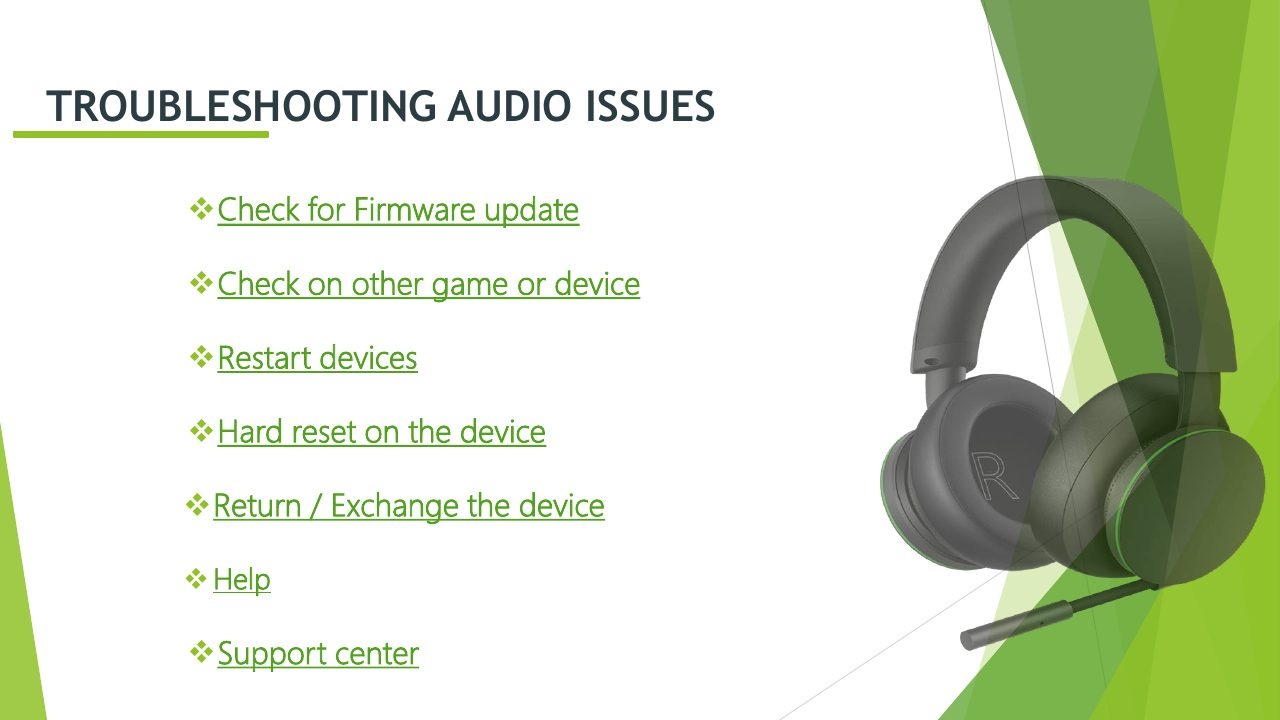 TROUBLESHOOTING AUDIO ISSUES
❖Check for Firmware update
❖Check on other game or device
❖Restart devices
❖Hard reset on the device
❖Return / Exchange the device
❖Help
❖Support center
R